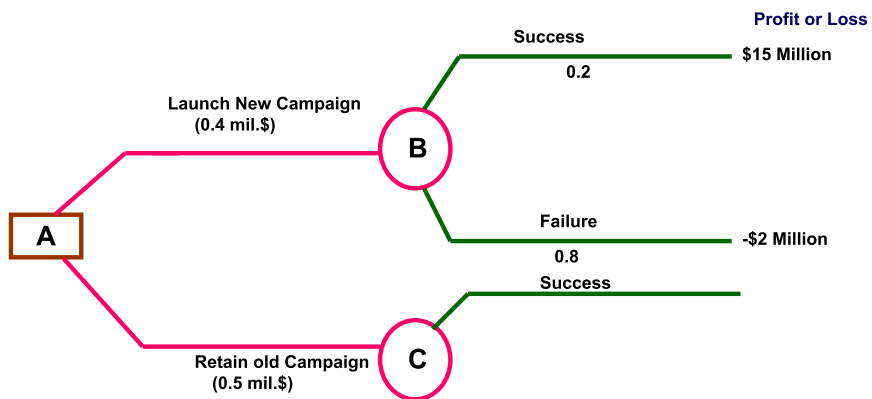 Profit or Loss
Success
$15 Million
0.2
Launch New Campaign
(0.4 mil.$)
B
A
Failure
-$2 Million
0.8
Success
Retain old Campaign
(0.5 mil.$)
C